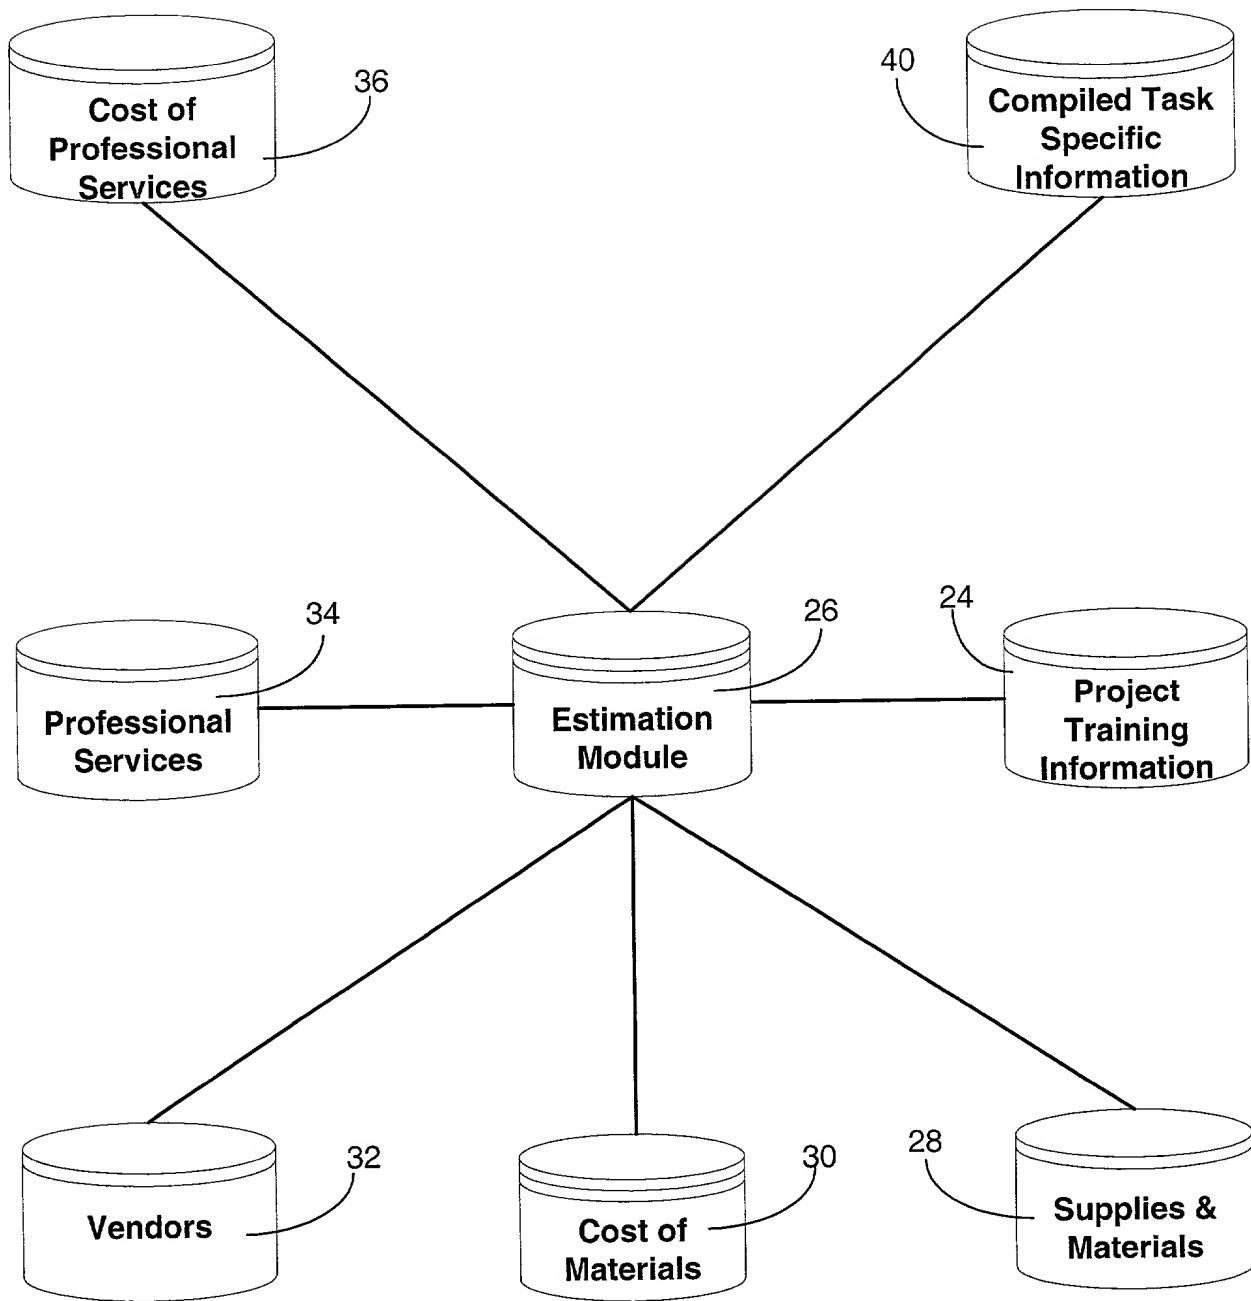 36
Cost of
Professional
Services
40
Compiled Task
Specific
Information
34
Professional
Services
26
Estimation
Module
24
Project
Training
Information
32
Vendors
30
Cost of
Materials
28
Supplies &
Materials